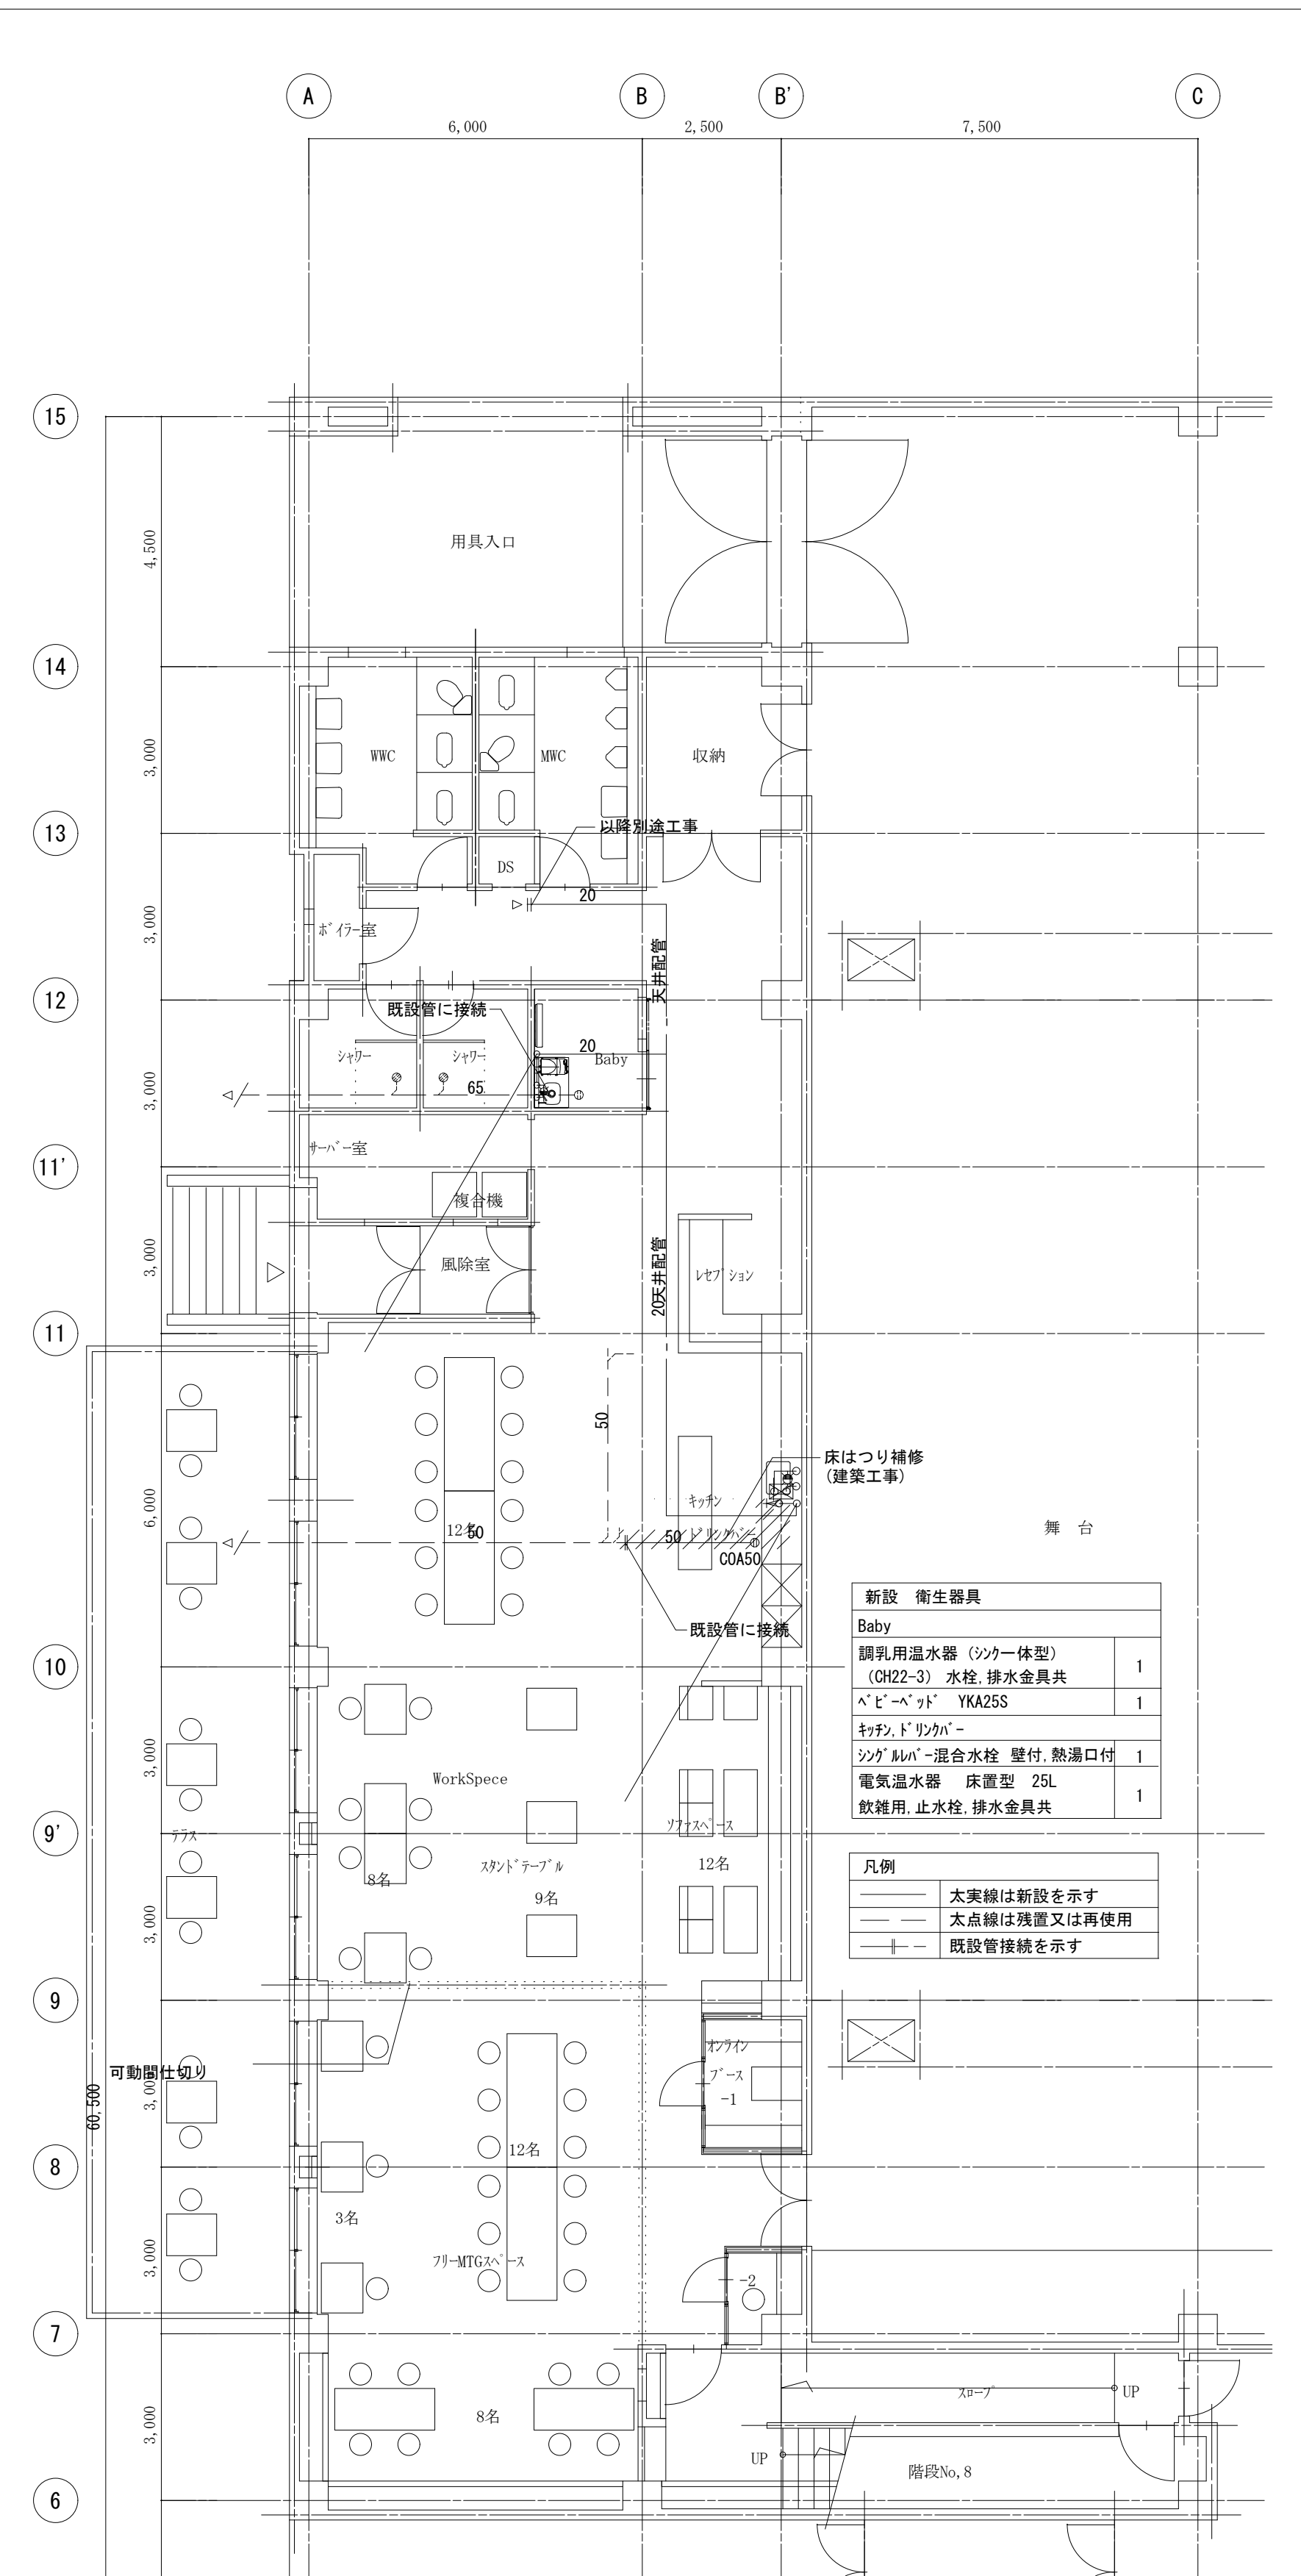 A
B
B'
C
6,000
2,500
7,500
15
4,500
用具入口
14
3,000
WWC
MWC
収納
13
以降別途工事
DS
20
3,000
ﾎﾞｲﾗｰ室
天井配管
12
既設管に接続
ｼｬﾜｰ
ｼｬﾜｰ
20
Baby
65
3,000
ｻｰﾊﾞｰ室
11'
複合機
3,000
風除室
20天井配管
ﾚｾﾌﾟｼｮﾝ
11
50
床はつり補修
(建築工事)
6,000
ｷｯﾁﾝ
12名
50
50
ﾄﾞﾘﾝｸﾊﾞｰ
COA50
舞 台
既設管に接続
10
新設 衛生器具
Baby
調乳用温水器 (ｼﾝｸ一体型)
(CH22-3) 水栓,排水金具共
1
ﾍﾞﾋﾞｰﾍﾞｯﾄﾞ YKA25S
1
ｷｯﾁﾝ,ﾄﾞﾘﾝｸﾊﾞｰ
ｼﾝｸﾞﾙﾚﾊﾞｰ混合水栓 壁付,熱湯口付
1
電気温水器 床置型 25L
飲雑用,止水栓,排水金具共
1
3,000
WorkSpece
ｿﾌｧｽﾍﾟｰｽ
9'
ﾃﾗｽ
ｽﾀﾝﾄﾞﾃｰﾌﾞﾙ
12名
8名
9名
凡例
太実線は新設を示す
太点線は残置又は再使用
既設管接続を示す
3,000
9
ｵﾝﾗｲﾝ
ﾌﾞｰｽ
-1
可動間仕切り
3,000
60,500
12名
8
3名
3,000
ﾌﾘｰMTGｽﾍﾟｰｽ
-2
7
ｽﾛｰﾌﾟ
UP
3,000
8名
UP
階段No,8
6